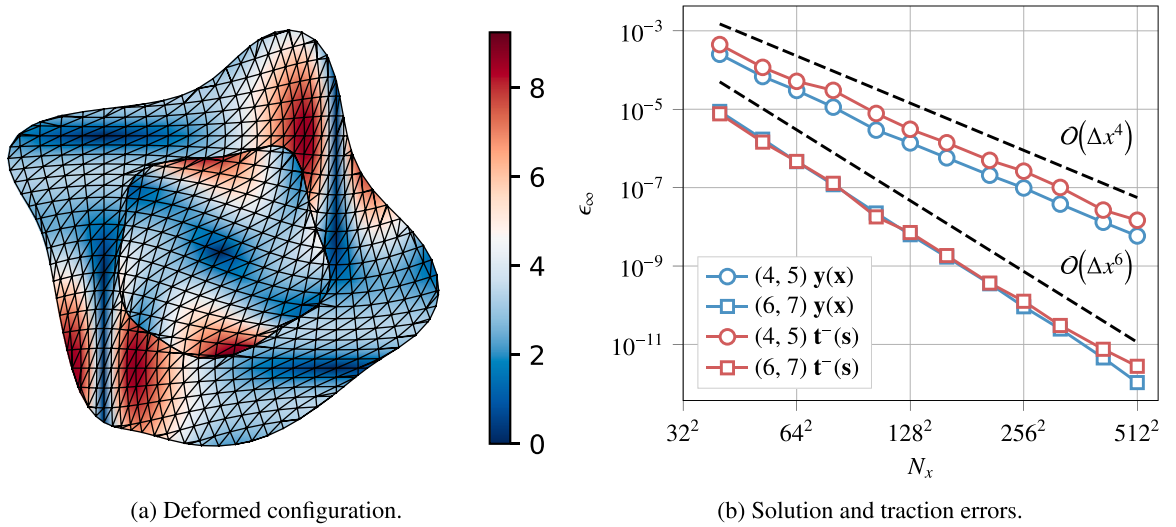 8
6
4
2
0
10⁻³
10⁻⁵
10⁻⁷
10⁻⁹
10⁻¹¹
ϵ∞
𝒪(Δx⁴)
𝒪(Δx⁶)
(4, 5) y(x)
(6, 7) y(x)
(4, 5) t⁻(s)
(6, 7) t⁻(s)
32² 64² 128² 256² 512²
Nₓ
(a) Deformed configuration.
(b) Solution and traction errors.